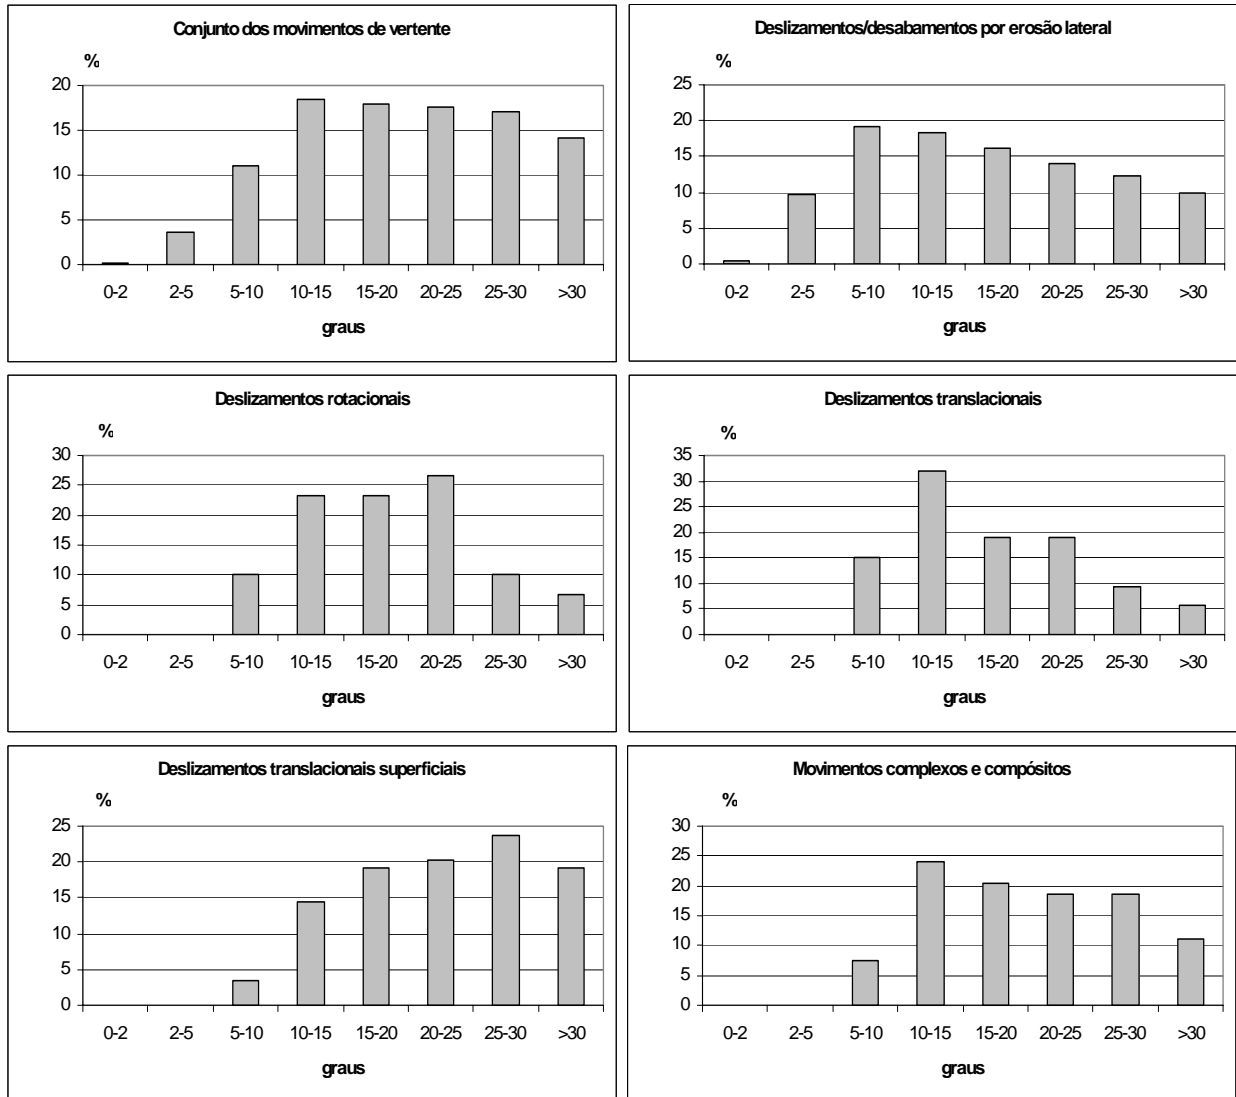 Conjunto dos movimentos de vertente
%
20
15
10
5
0
0-2 2-5 5-10 10-15 15-20 20-25 25-30 >30
graus
Deslizamentos/desabamentos por erosão lateral
%
25
20
15
10
5
0
0-2 2-5 5-10 10-15 15-20 20-25 25-30 >30
graus
Deslizamentos rotacionais
%
30
25
20
15
10
5
0
0-2 2-5 5-10 10-15 15-20 20-25 25-30 >30
graus
Deslizamentos translacionais
%
35
30
25
20
15
10
5
0
0-2 2-5 5-10 10-15 15-20 20-25 25-30 >30
graus
Deslizamentos translacionais superficiais
%
25
20
15
10
5
0
0-2 2-5 5-10 10-15 15-20 20-25 25-30 >30
graus
Movimentos complexos e compósitos
%
30
25
20
15
10
5
0
0-2 2-5 5-10 10-15 15-20 20-25 25-30 >30
graus